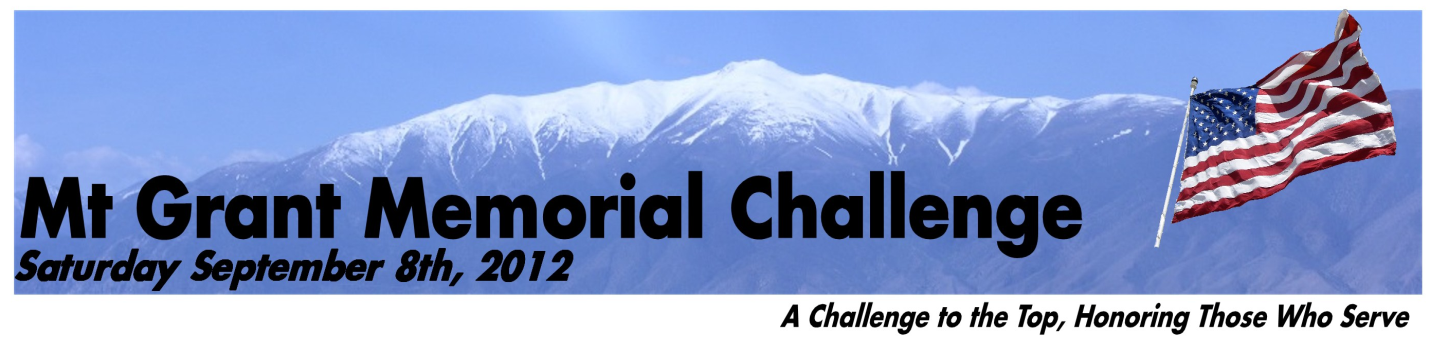 Mt Grant Memorial Challenge
Saturday September 8th, 2012
A Challenge to the Top, Honoring Those Who Serve